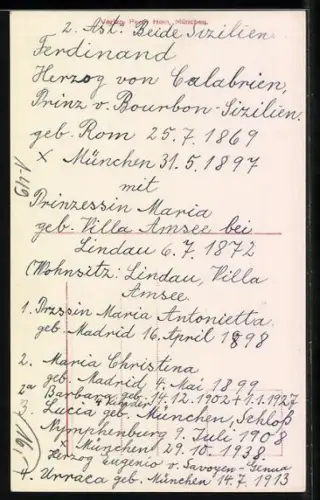 Verlag Percy Hein, München.
2. Ast: Beide Sizilien
Ferdinand
Herzog von Calabrien,
Prinz v. Bourbon-Sizilien,
geb. Rom 25.7.1869
× München 31.5.1897
mit
Prinzessin Maria
geb. Villa Amsee bei
Lindau 6.7.1872
(Wohnsitz: Lindau, Villa
Amsee.
1. Przssin Maria Antonietta
geb. Madrid 16. April 1898
2. Maria Christina
geb. Madrid 4. Mai 1899
2a Barbara geb. 14.12.1902 + 1.1.1927
3. Lucia geb. München, Schloß
Nymphenburg 9. Juli 1908
× München 29.10.1938.
Herzog Eugenio v. Savoyen-Genua
4. Urraca geb. München 14.7.1913